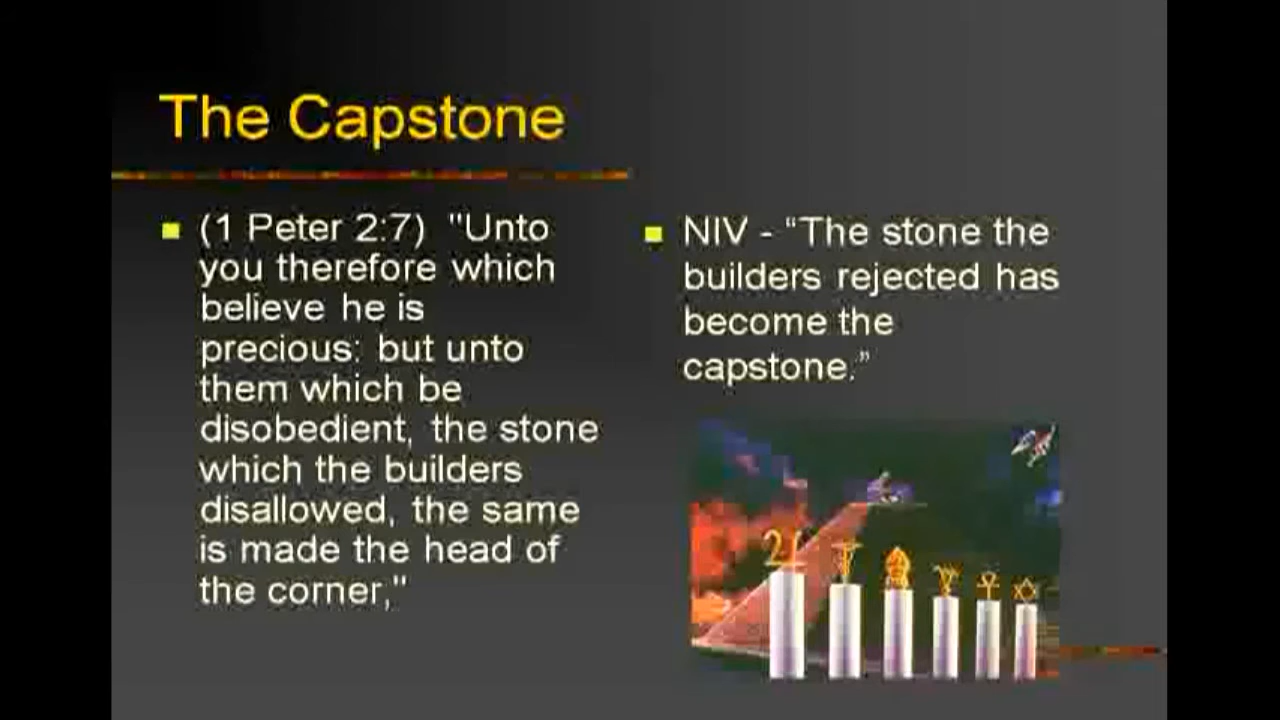 The Capstone
(1 Peter 2:7)  "Unto
you therefore which
believe he is
precious: but unto
them which be
disobedient, the stone
which the builders
disallowed, the same
is made the head of
the corner,"
NIV - “The stone the
builders rejected has
become the
capstone.”